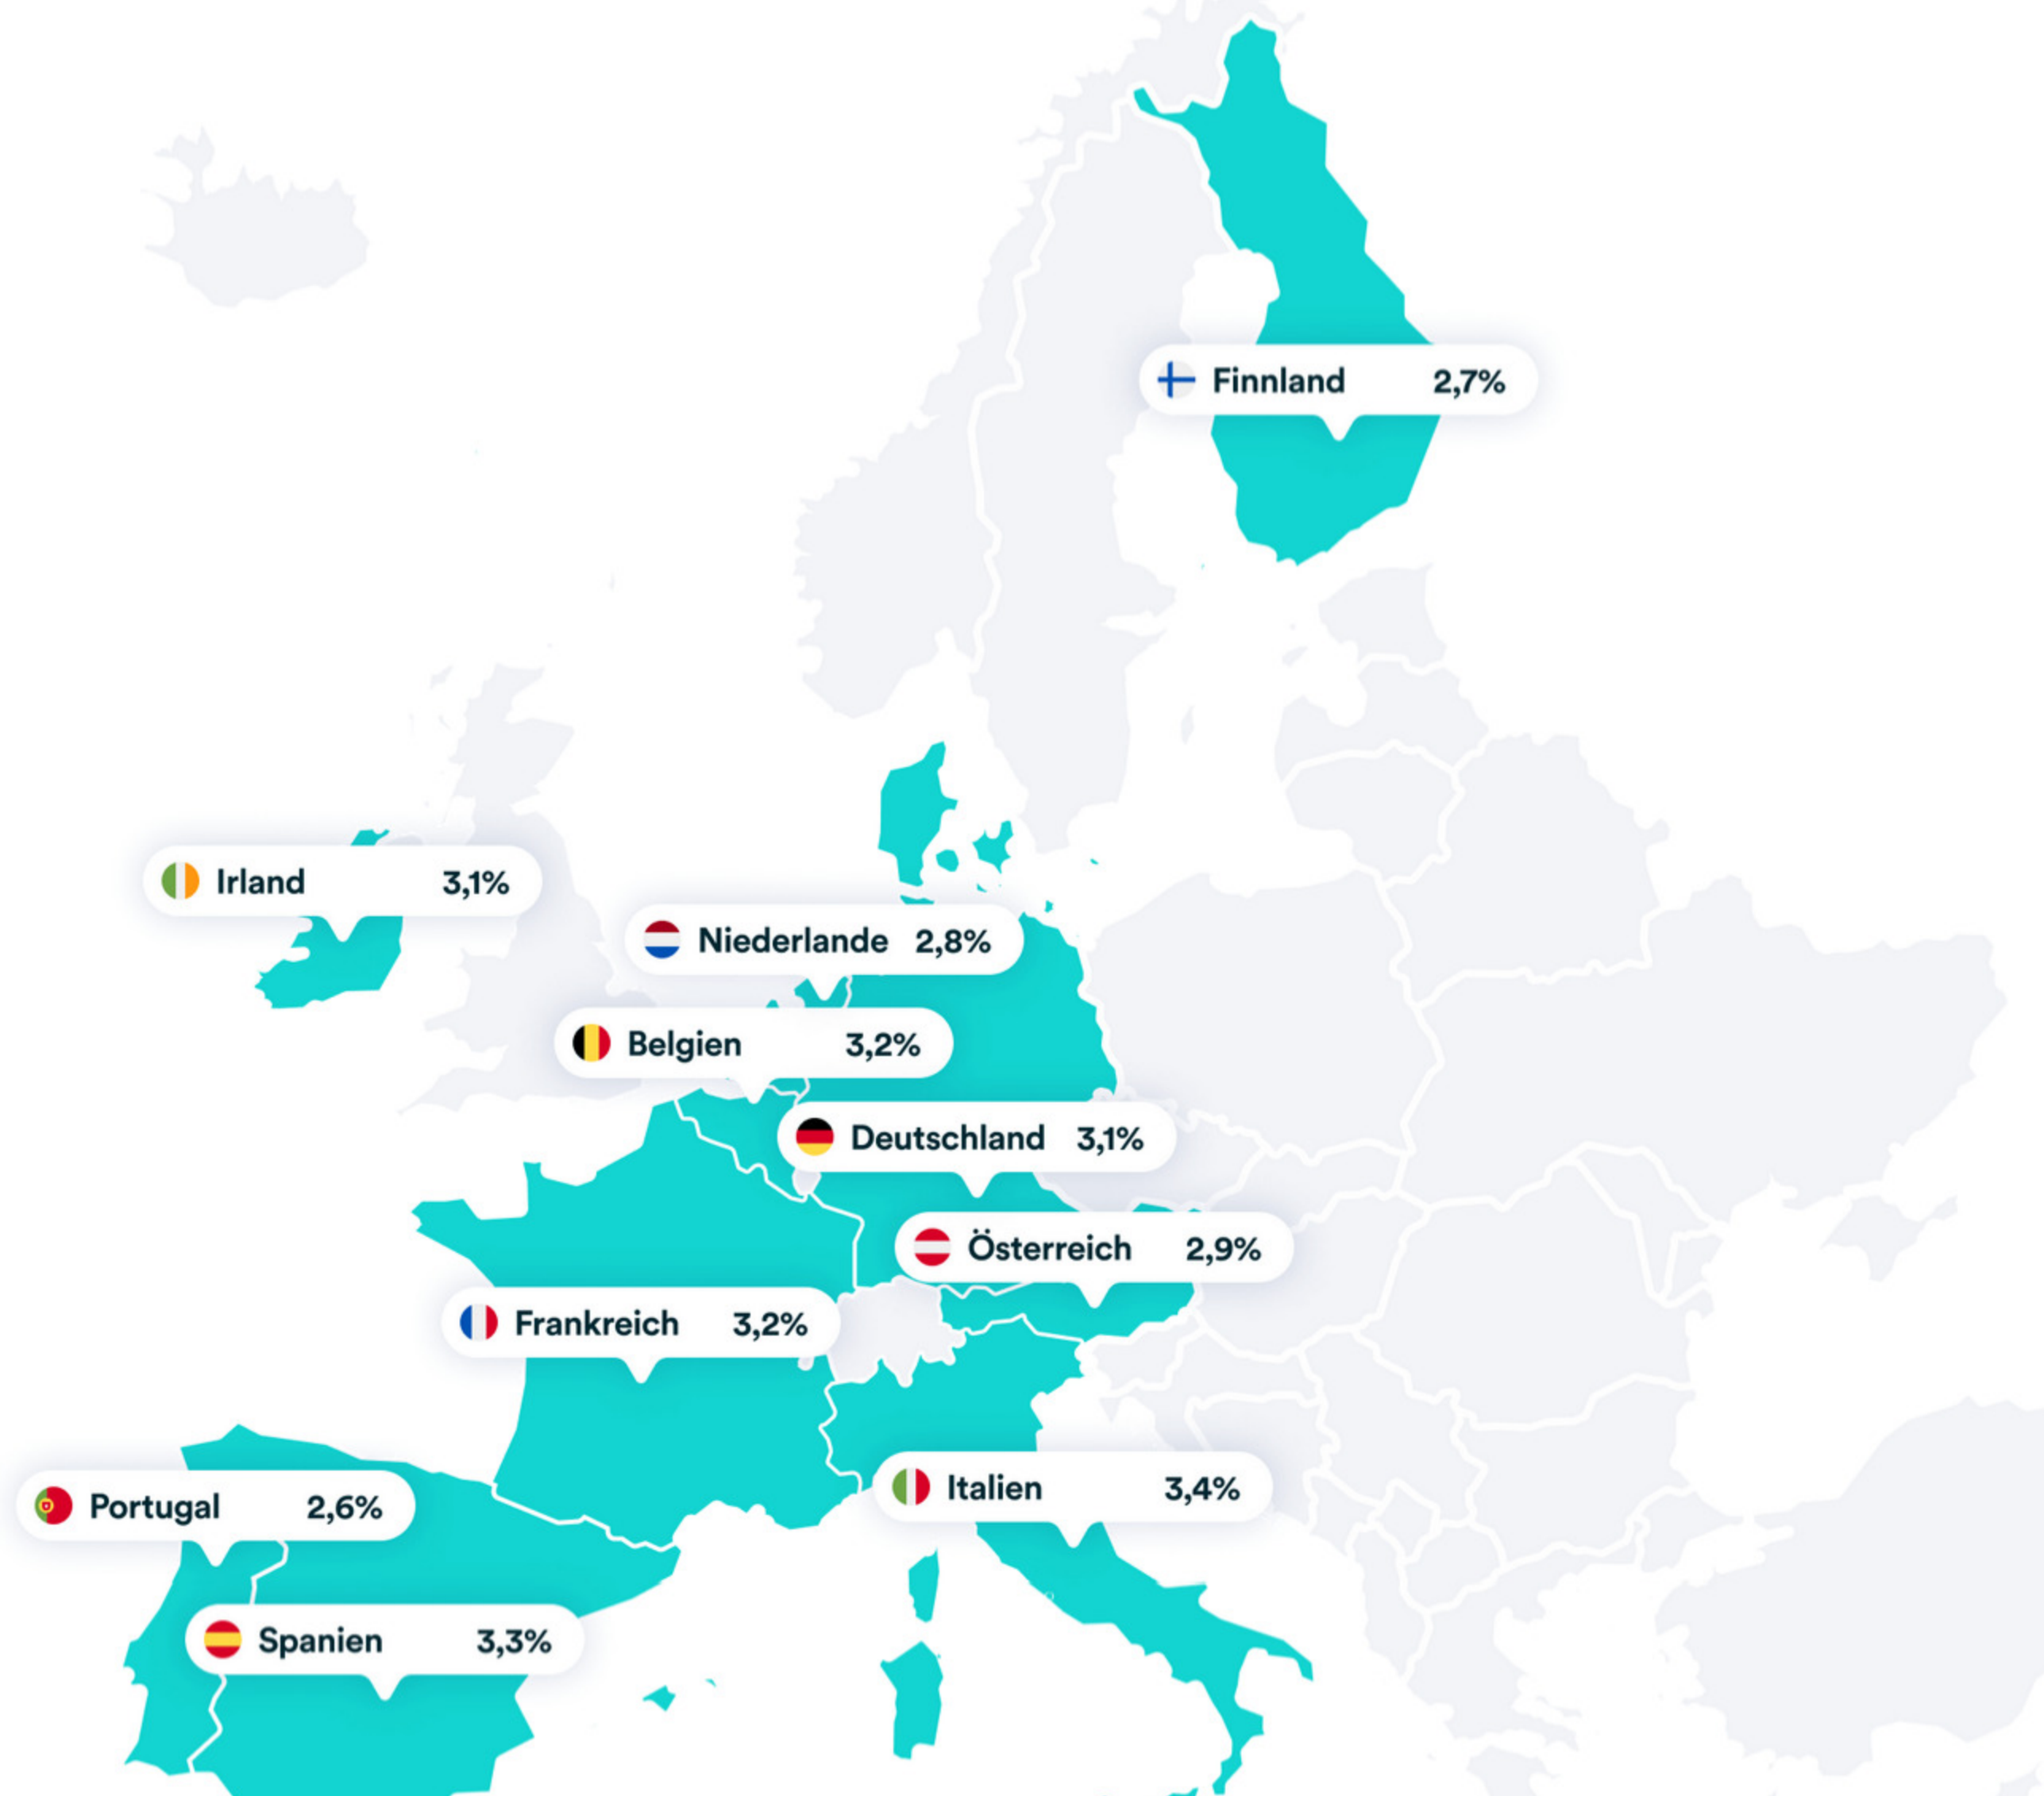 Finnland 2,7%
Irland 3,1%
Niederlande 2,8%
Belgien 3,2%
Deutschland 3,1%
Österreich 2,9%
Frankreich 3,2%
Italien 3,4%
Portugal 2,6%
Spanien 3,3%